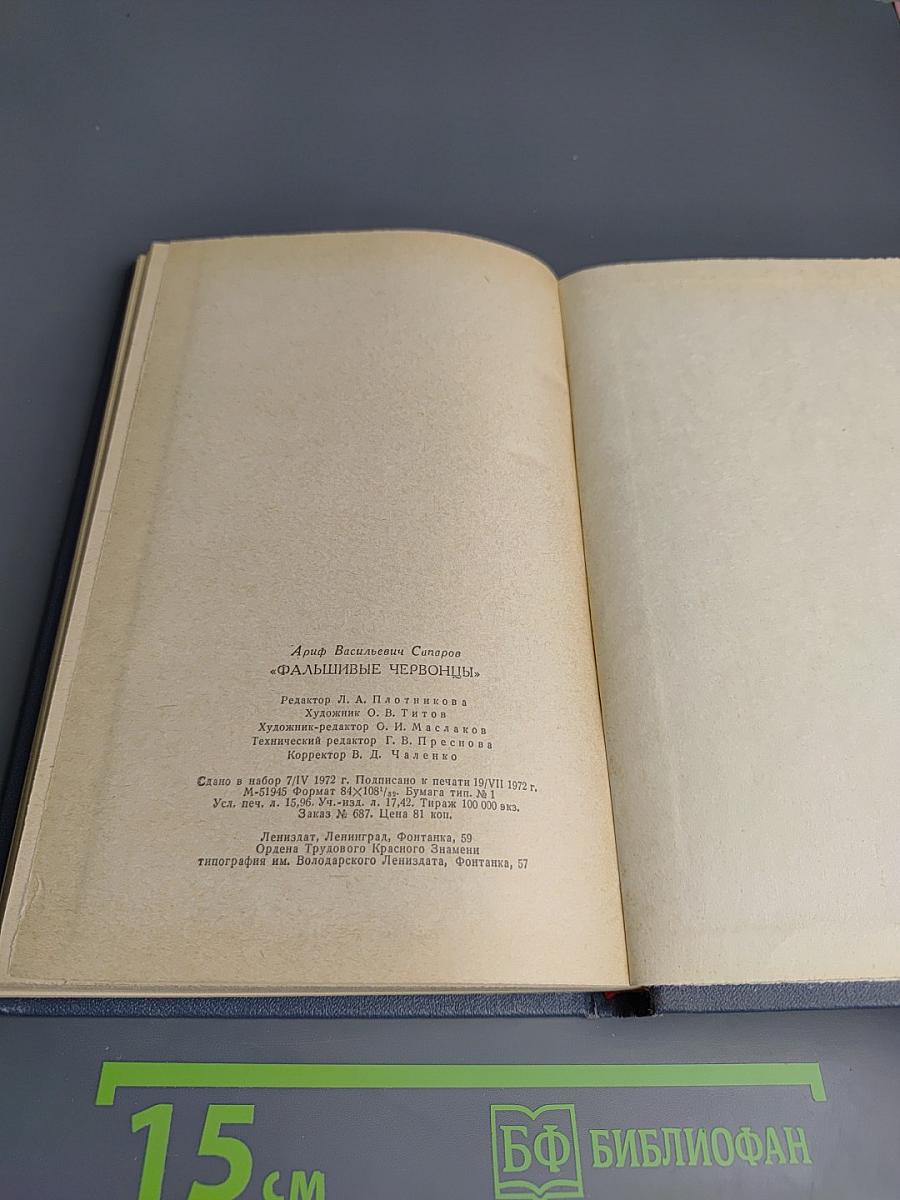 Ариф Васильевич Сапаров
«ФАЛЬШИВЫЕ ЧЕРВОНЦЫ»
Редактор Л. А. Плотникова
Художник О. В. Титов
Художник-редактор О. И. Маслаков
Технический редактор Г. В. Преснова
Корректор В. Д. Чаленко
Сдано в набор 7/IV 1972 г. Подписано к печати 19/VII 1972 г.
М-51945 Формат 84×108¹/₃₂. Бумага тип. № 1
Усл. печ. л. 15,96. Уч.-изд. л. 17,42. Тираж 100 000 экз.
Заказ № 687. Цена 81 коп.
Лениздат, Ленинград, Фонтанка, 59
Ордена Трудового Красного Знамени
типография им. Володарского Лениздата, Фонтанка, 57
15 см
БФ БИБЛИОФАН